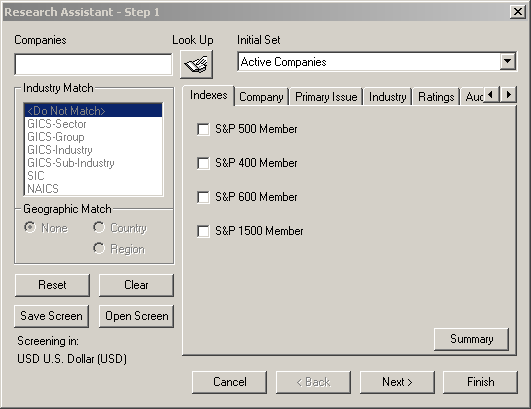 Research Assistant - Step 1
Companies
Look Up
Initial Set
Active Companies
Industry Match
<Do Not Match>
GICS-Sector
GICS-Group
GICS-Industry
GICS-Sub-Industry
SIC
NAICS
Geographic Match
None
Country
Region
Reset
Clear
Save Screen
Open Screen
Screening in:
USD U.S. Dollar (USD)
Indexes
Company
Primary Issue
Industry
Ratings
Auc
S&P 500 Member
S&P 400 Member
S&P 600 Member
S&P 1500 Member
Summary
Cancel
< Back
Next >
Finish